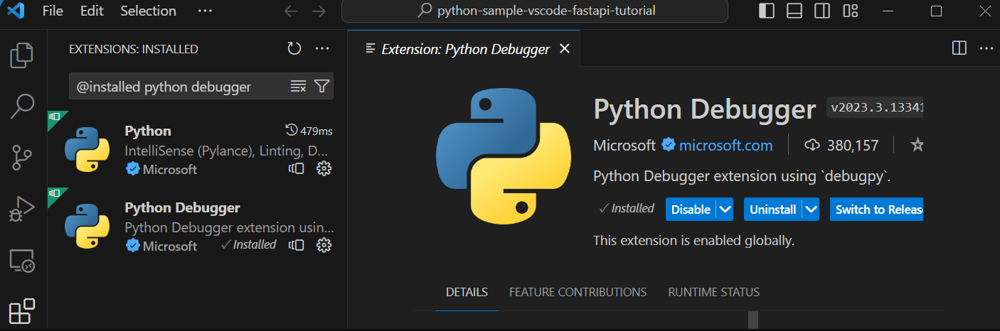 File Edit Selection ···
python-sample-vscode-fastapi-tutorial
EXTENSIONS: INSTALLED
@installed python debugger
Python
479ms
IntelliSense (Pylance), Linting, D...
Microsoft
Python Debugger
Python Debugger extension usin...
Microsoft ✓Installed
Extension: Python Debugger
Python Debugger
v2023.3.13341
Microsoft microsoft.com 380,157
Python Debugger extension using `debugpy`.
✓Installed Disable Uninstall Switch to Releas
This extension is enabled globally.
DETAILS FEATURE CONTRIBUTIONS RUNTIME STATUS